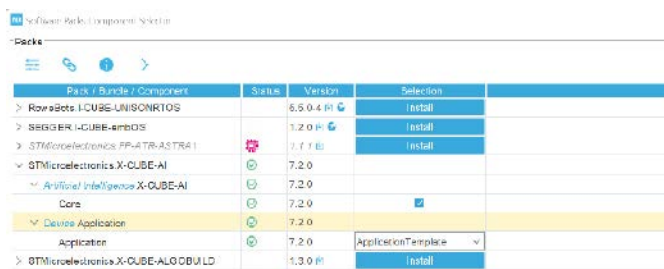 Software Packs Component Selector
Packs
Pack / Bundle / Component Status Version Selection
RoweBots.I-CUBE-UNISONRTOS 5.5.0-4 Install
SEGGER.I-CUBE-embOS 1.2.0 Install
STMicroelectronics.FP-ATR-ASTRA1 Install
STMicroelectronics.X-CUBE-AI 7.2.0
Artificial Intelligence X-CUBE-AI 7.2.0
Core 7.2.0
Device Application 7.2.0
Application 7.2.0 ApplicationTemplate
STMicroelectronics.X-CUBE-ALGOBUILD 1.3.0 Install